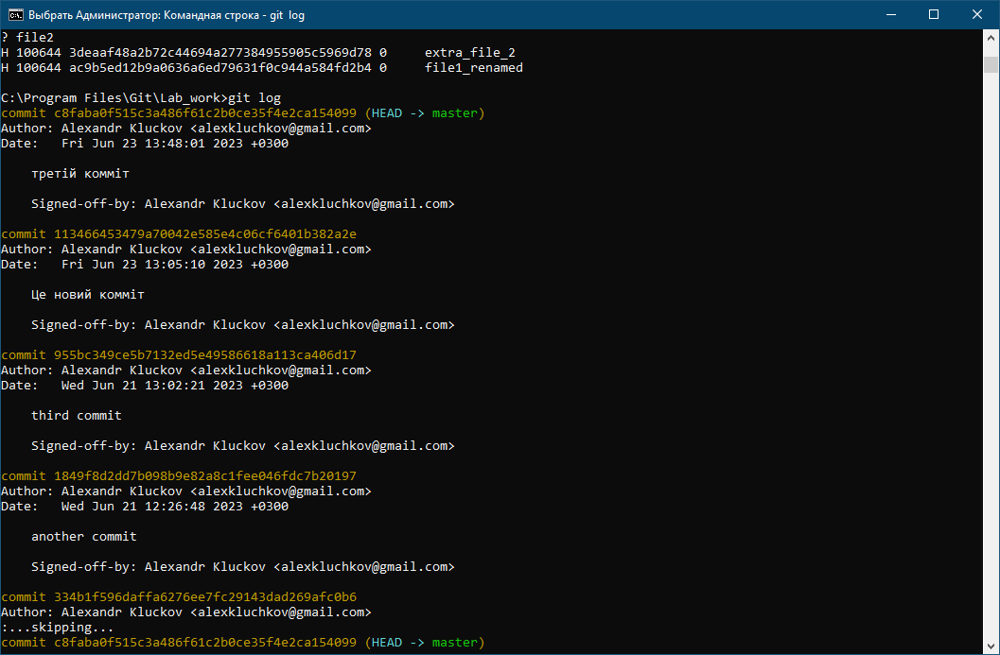 Выбрать Администратор: Командная строка - git log
? file2
H 100644 3deaaf48a2b72c44694a277384955905c5969d78 0     extra_file_2
H 100644 ac9b5ed12b9a0636a6ed79631f0c944a584fd2b4 0     file1_renamed
C:\Program Files\Git\Lab_work>git log
commit c8faba0f515c3a486f61c2b0ce35f4e2ca154099 (HEAD -> master)
Author: Alexandr Kluckov <alexkluchkov@gmail.com>
Date:   Fri Jun 23 13:48:01 2023 +0300
третій комміт
Signed-off-by: Alexandr Kluckov <alexkluchkov@gmail.com>
commit 113466453479a70042e585e4c06cf6401b382a2e
Author: Alexandr Kluckov <alexkluchkov@gmail.com>
Date:   Fri Jun 23 13:05:10 2023 +0300
Це новий комміт
Signed-off-by: Alexandr Kluckov <alexkluchkov@gmail.com>
commit 955bc349ce5b7132ed5e49586618a113ca406d17
Author: Alexandr Kluckov <alexkluchkov@gmail.com>
Date:   Wed Jun 21 13:02:21 2023 +0300
third commit
Signed-off-by: Alexandr Kluckov <alexkluchkov@gmail.com>
commit 1849f8d2dd7b098b9e82a8c1fee046fdc7b20197
Author: Alexandr Kluckov <alexkluchkov@gmail.com>
Date:   Wed Jun 21 12:26:48 2023 +0300
another commit
Signed-off-by: Alexandr Kluckov <alexkluchkov@gmail.com>
commit 334b1f596daffa6276ee7fc29143dad269afc0b6
Author: Alexandr Kluckov <alexkluchkov@gmail.com>
:...skipping...
commit c8faba0f515c3a486f61c2b0ce35f4e2ca154099 (HEAD -> master)